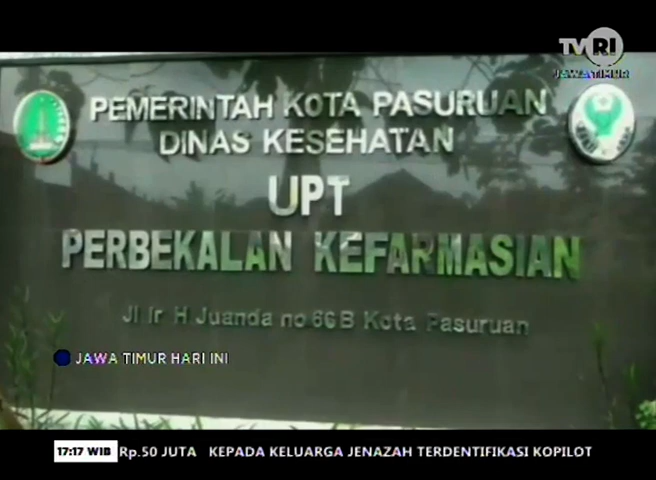 TVRI
JAWA TIMUR
PEMERINTAH KOTA PASURUAN
DINAS KESEHATAN
UPT
PERBEKALAN KEFARMASIAN
Jl Ir H Juanda no 66B Kota Pasuruan
JAWA TIMUR HARI INI
17:17 WIB Rp.50 JUTA KEPADA KELUARGA JENAZAH TERDENTIFIKASI KOPILOT